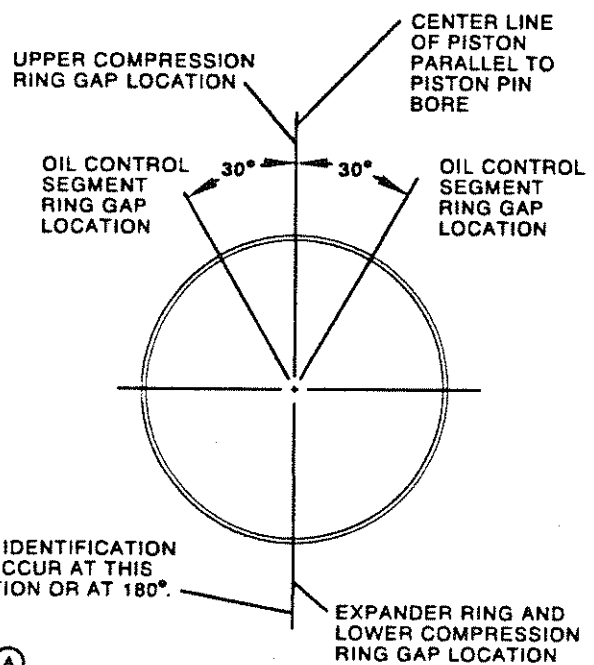 CENTER LINE
OF PISTON
PARALLEL TO
PISTON PIN
BORE
UPPER COMPRESSION
RING GAP LOCATION
OIL CONTROL
SEGMENT
RING GAP
LOCATION
30°
30°
OIL CONTROL
SEGMENT
RING GAP
LOCATION
IDENTIFICATION
CCUR AT THIS
TION OR AT 180°.
EXPANDER RING AND
LOWER COMPRESSION
RING GAP LOCATION
A